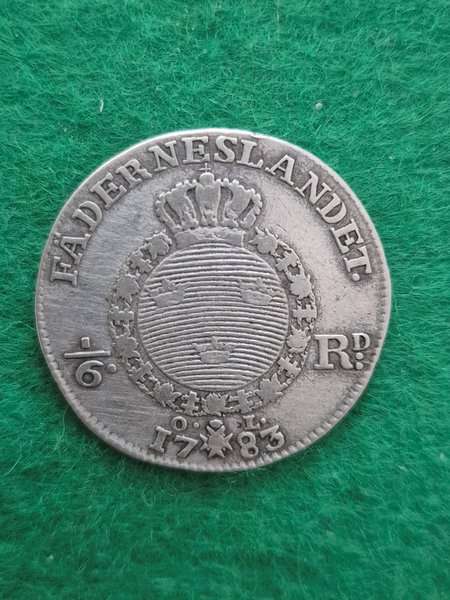 FÄDERNESLANDET.
1/6. RD.
O. L.
17 83